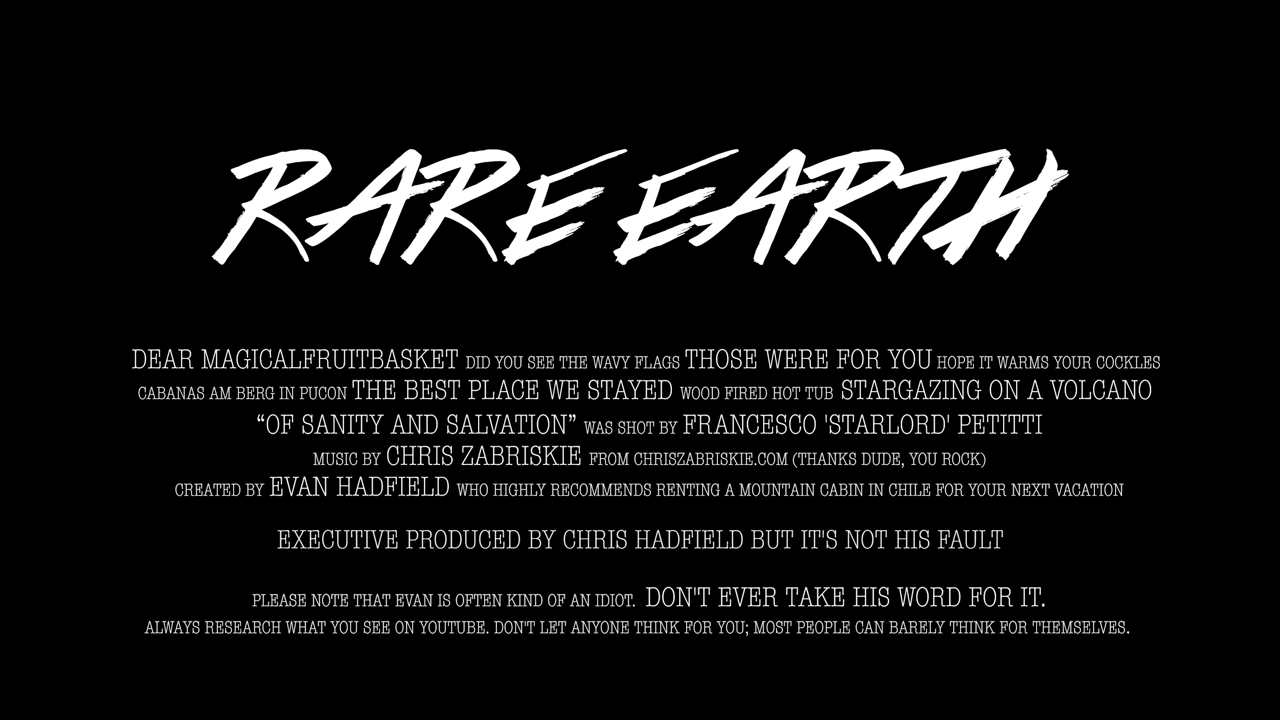 RARE EARTH
DEAR MAGICALFRUITBASKET DID YOU SEE THE WAVY FLAGS THOSE WERE FOR YOU HOPE IT WARMS YOUR COCKLES
CABANAS AM BERG IN PUCON THE BEST PLACE WE STAYED WOOD FIRED HOT TUB STARGAZING ON A VOLCANO
“OF SANITY AND SALVATION” WAS SHOT BY FRANCESCO 'STARLORD' PETITTI
MUSIC BY CHRIS ZABRISKIE FROM CHRISZABRISKIE.COM (THANKS DUDE, YOU ROCK)
CREATED BY EVAN HADFIELD WHO HIGHLY RECOMMENDS RENTING A MOUNTAIN CABIN IN CHILE FOR YOUR NEXT VACATION
EXECUTIVE PRODUCED BY CHRIS HADFIELD BUT IT'S NOT HIS FAULT
PLEASE NOTE THAT EVAN IS OFTEN KIND OF AN IDIOT. DON'T EVER TAKE HIS WORD FOR IT.
ALWAYS RESEARCH WHAT YOU SEE ON YOUTUBE. DON'T LET ANYONE THINK FOR YOU; MOST PEOPLE CAN BARELY THINK FOR THEMSELVES.